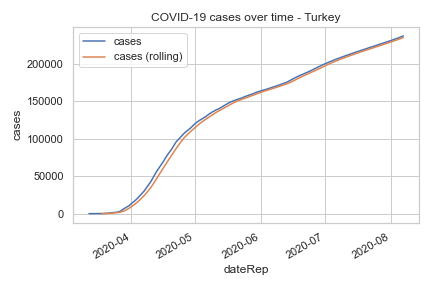 COVID-19 cases over time - Turkey
cases
cases (rolling)
200000
150000
100000
50000
0
cases
2020-04
2020-05
2020-06
2020-07
2020-08
dateRep